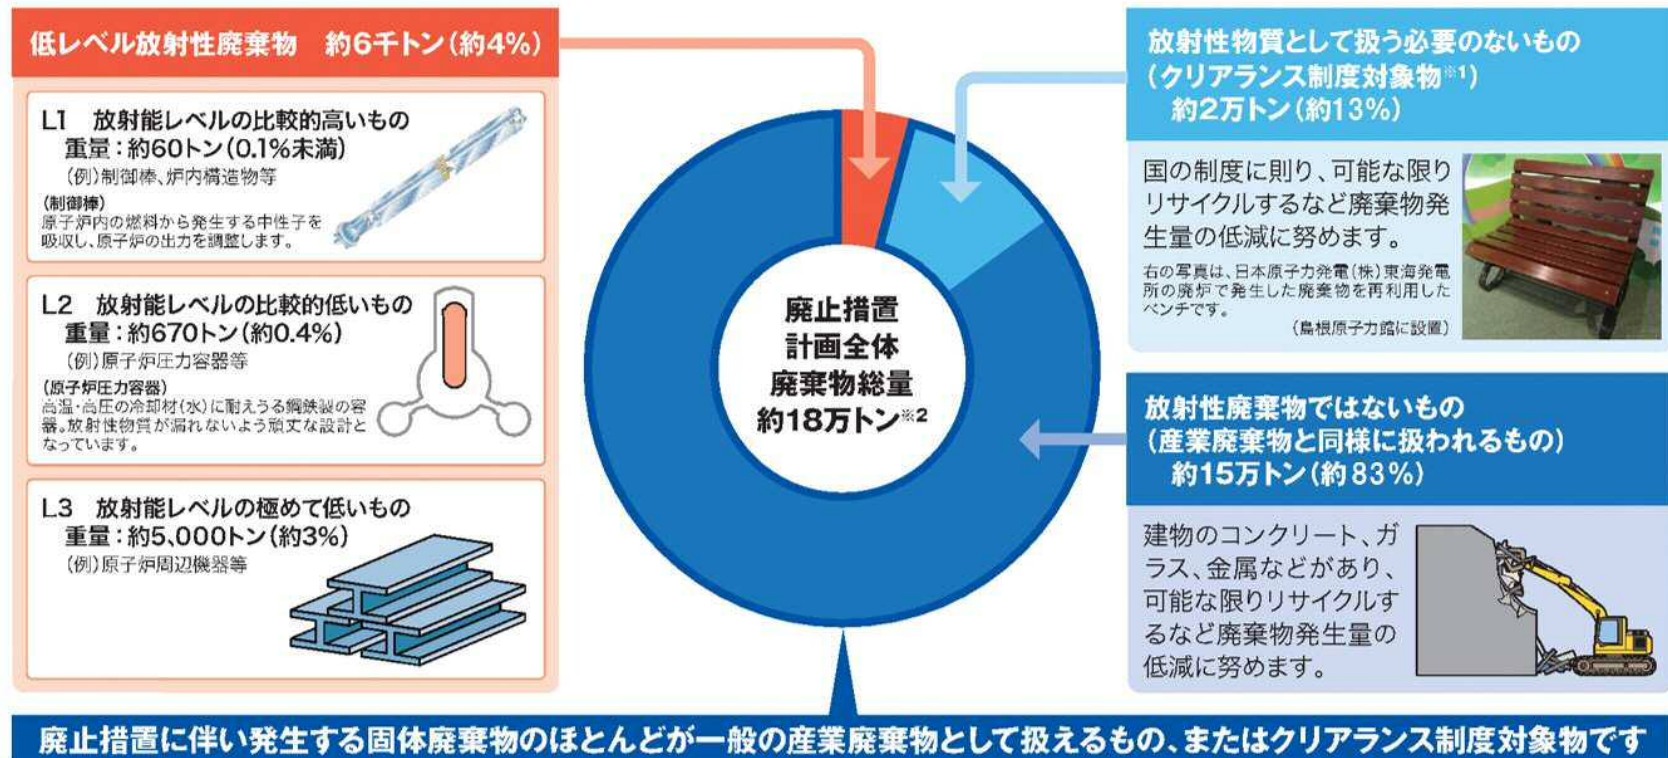 低レベル放射性廃棄物 約6千トン(約4%)
L1 放射能レベルの比較的高いもの
重量:約60トン(0.1%未満)
(例)制御棒、炉内構造物等
(制御棒)
原子炉内の燃料から発生する中性子を
吸収し、原子炉の出力を調整します。
L2 放射能レベルの比較的低いもの
重量:約670トン(約0.4%)
(例)原子炉圧力容器等
(原子炉圧力容器)
高温・高圧の冷却材(水)に耐えうる鋼鉄製の容
器。放射性物質が漏れないよう頑丈な設計と
なっています。
L3 放射能レベルの極めて低いもの
重量:約5,000トン(約3%)
(例)原子炉周辺機器等
廃止措置
計画全体
廃棄物総量
約18万トン※2
放射性物質として扱う必要のないもの
(クリアランス制度対象物※1)
約2万トン(約13%)
国の制度に則り、可能な限り
リサイクルするなど廃棄物発
生量の低減に努めます。
右の写真は、日本原子力発電(株)東海発電
所の廃炉で発生した廃棄物を再利用した
ベンチです。
(島根原子力館に設置)
放射性廃棄物ではないもの
(産業廃棄物と同様に扱われるもの)
約15万トン(約83%)
建物のコンクリート、ガ
ラス、金属などがあり、
可能な限りリサイクルす
るなど廃棄物発生量の
低減に努めます。
廃止措置に伴い発生する固体廃棄物のほとんどが一般の産業廃棄物として扱えるもの、またはクリアランス制度対象物です